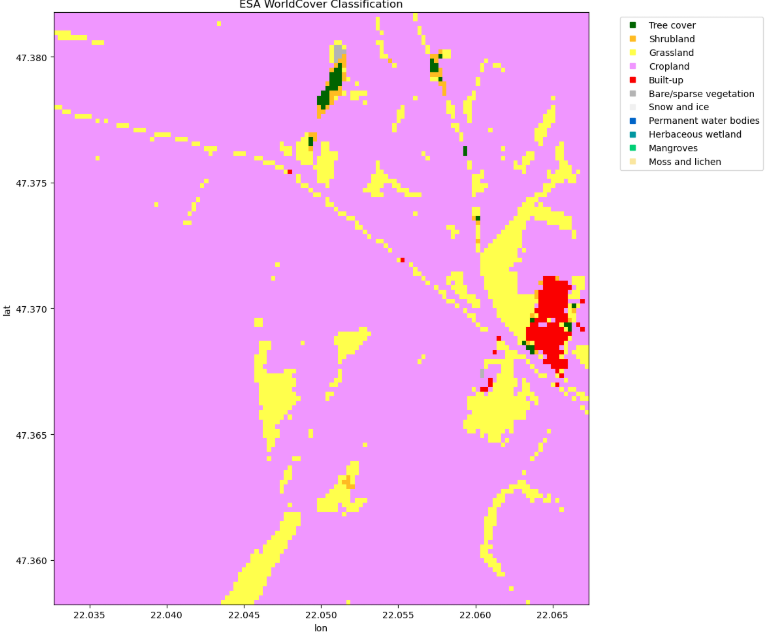 ESA WorldCover Classification
Tree cover
Shrubland
Grassland
Cropland
Built-up
Bare/sparse vegetation
Snow and ice
Permanent water bodies
Herbaceous wetland
Mangroves
Moss and lichen
47.380
47.375
47.370
lat
47.365
47.360
22.035 22.040 22.045 22.050 22.055 22.060 22.065
lon